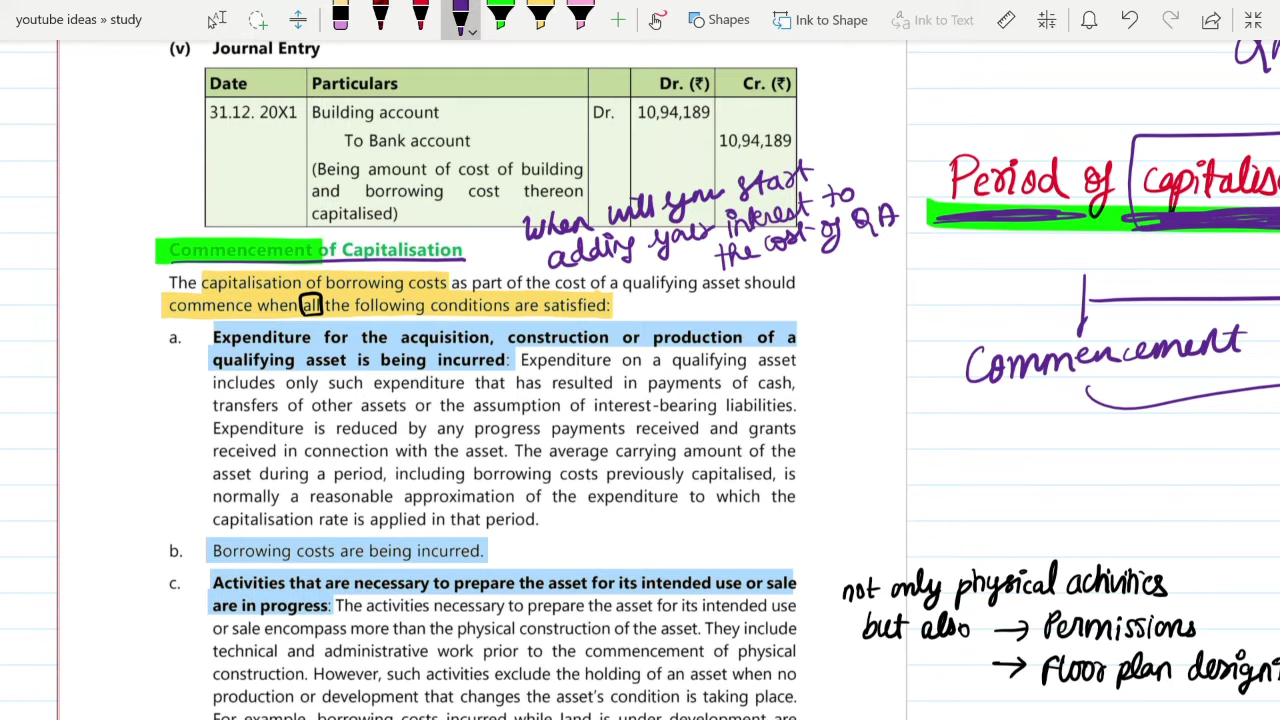 youtube ideas » study
Shapes
Ink to Shape
Ink to Text
(v) Journal Entry
Date Particulars Dr. (₹) Cr. (₹)
31.12. 20X1 Building account Dr. 10,94,189
To Bank account 10,94,189
(Being amount of cost of building
and borrowing cost thereon
capitalised)
when will you start
adding your interest to
the cost of QA
Period of capitalise
Commencement of Capitalisation
The capitalisation of borrowing costs as part of the cost of a qualifying asset should
commence when all the following conditions are satisfied:
Commencement
a. Expenditure for the acquisition, construction or production of a
qualifying asset is being incurred: Expenditure on a qualifying asset
includes only such expenditure that has resulted in payments of cash,
transfers of other assets or the assumption of interest-bearing liabilities.
Expenditure is reduced by any progress payments received and grants
received in connection with the asset. The average carrying amount of the
asset during a period, including borrowing costs previously capitalised, is
normally a reasonable approximation of the expenditure to which the
capitalisation rate is applied in that period.
b. Borrowing costs are being incurred.
c. Activities that are necessary to prepare the asset for its intended use or sale
are in progress: The activities necessary to prepare the asset for its intended use
or sale encompass more than the physical construction of the asset. They include
technical and administrative work prior to the commencement of physical
construction. However, such activities exclude the holding of an asset when no
production or development that changes the asset's condition is taking place.
For example, borrowing costs incurred while land is under development are
not only physical activities
but also → Permissions
→ Floor plan design